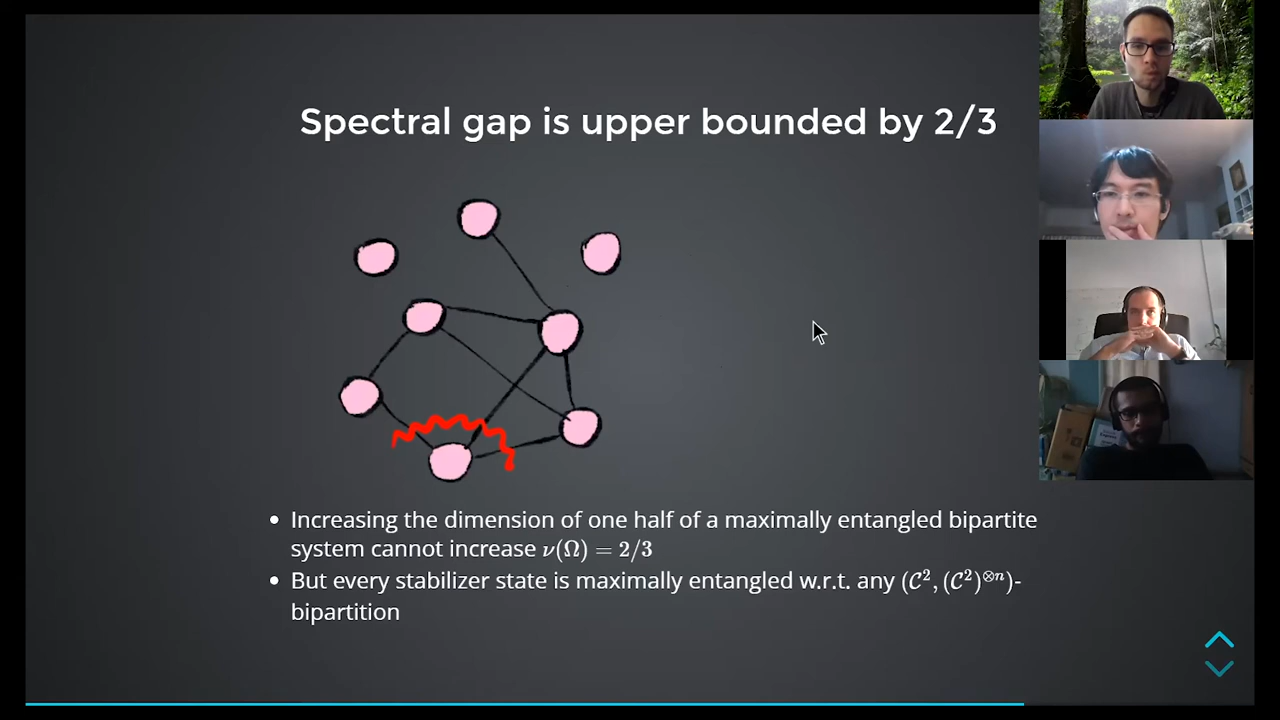 Spectral gap is upper bounded by 2/3
Increasing the dimension of one half of a maximally entangled bipartite
system cannot increase ν(Ω) = 2/3
But every stabilizer state is maximally entangled w.r.t. any (𝒞², (𝒞²)^⊗n)-
bipartition